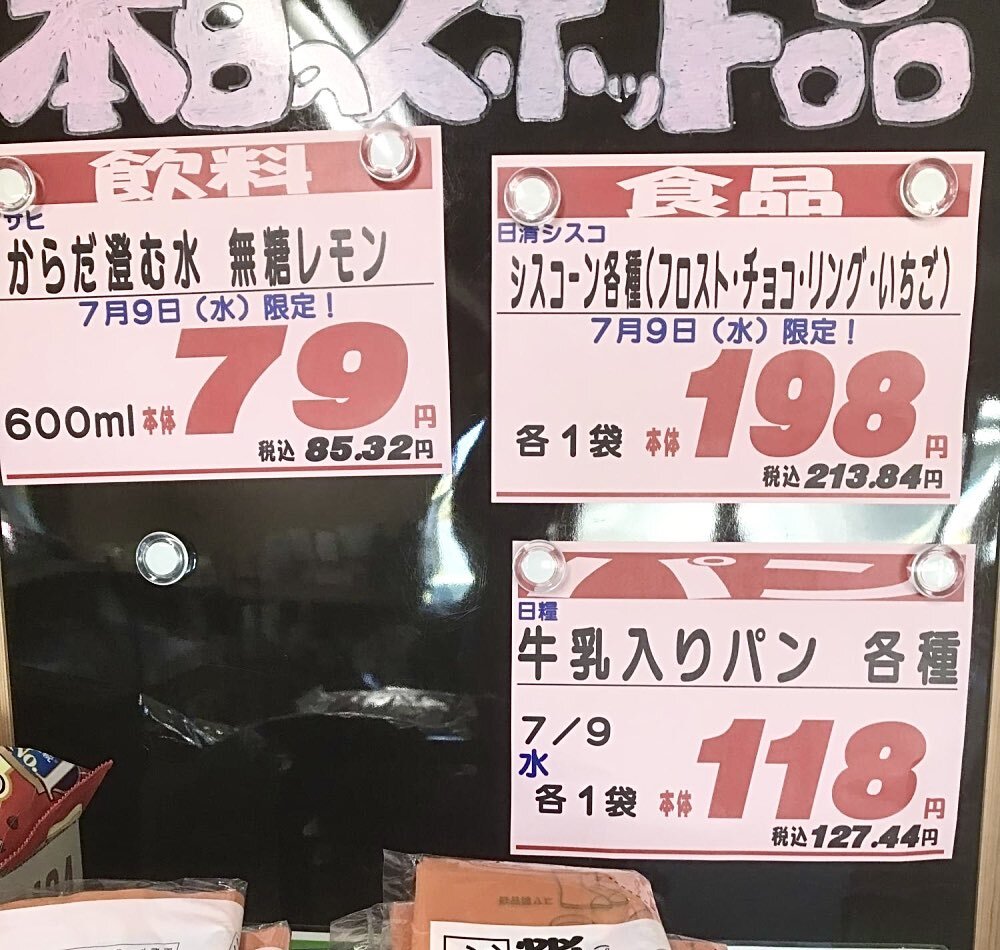 本日のスポット品
飲料
サヒ
からだ澄む水 無糖レモン
7月9日(水)限定!
600ml 本体 79円
税込 85.32円
食品
日清シスコ
シスコーン各種(フロスト・チョコ・リング・いちご)
7月9日(水)限定!
各1袋 本体 198円
税込 213.84円
パン
日糧
牛乳入りパン 各種
7/9
水
各1袋 本体 118円
税込 127.44円